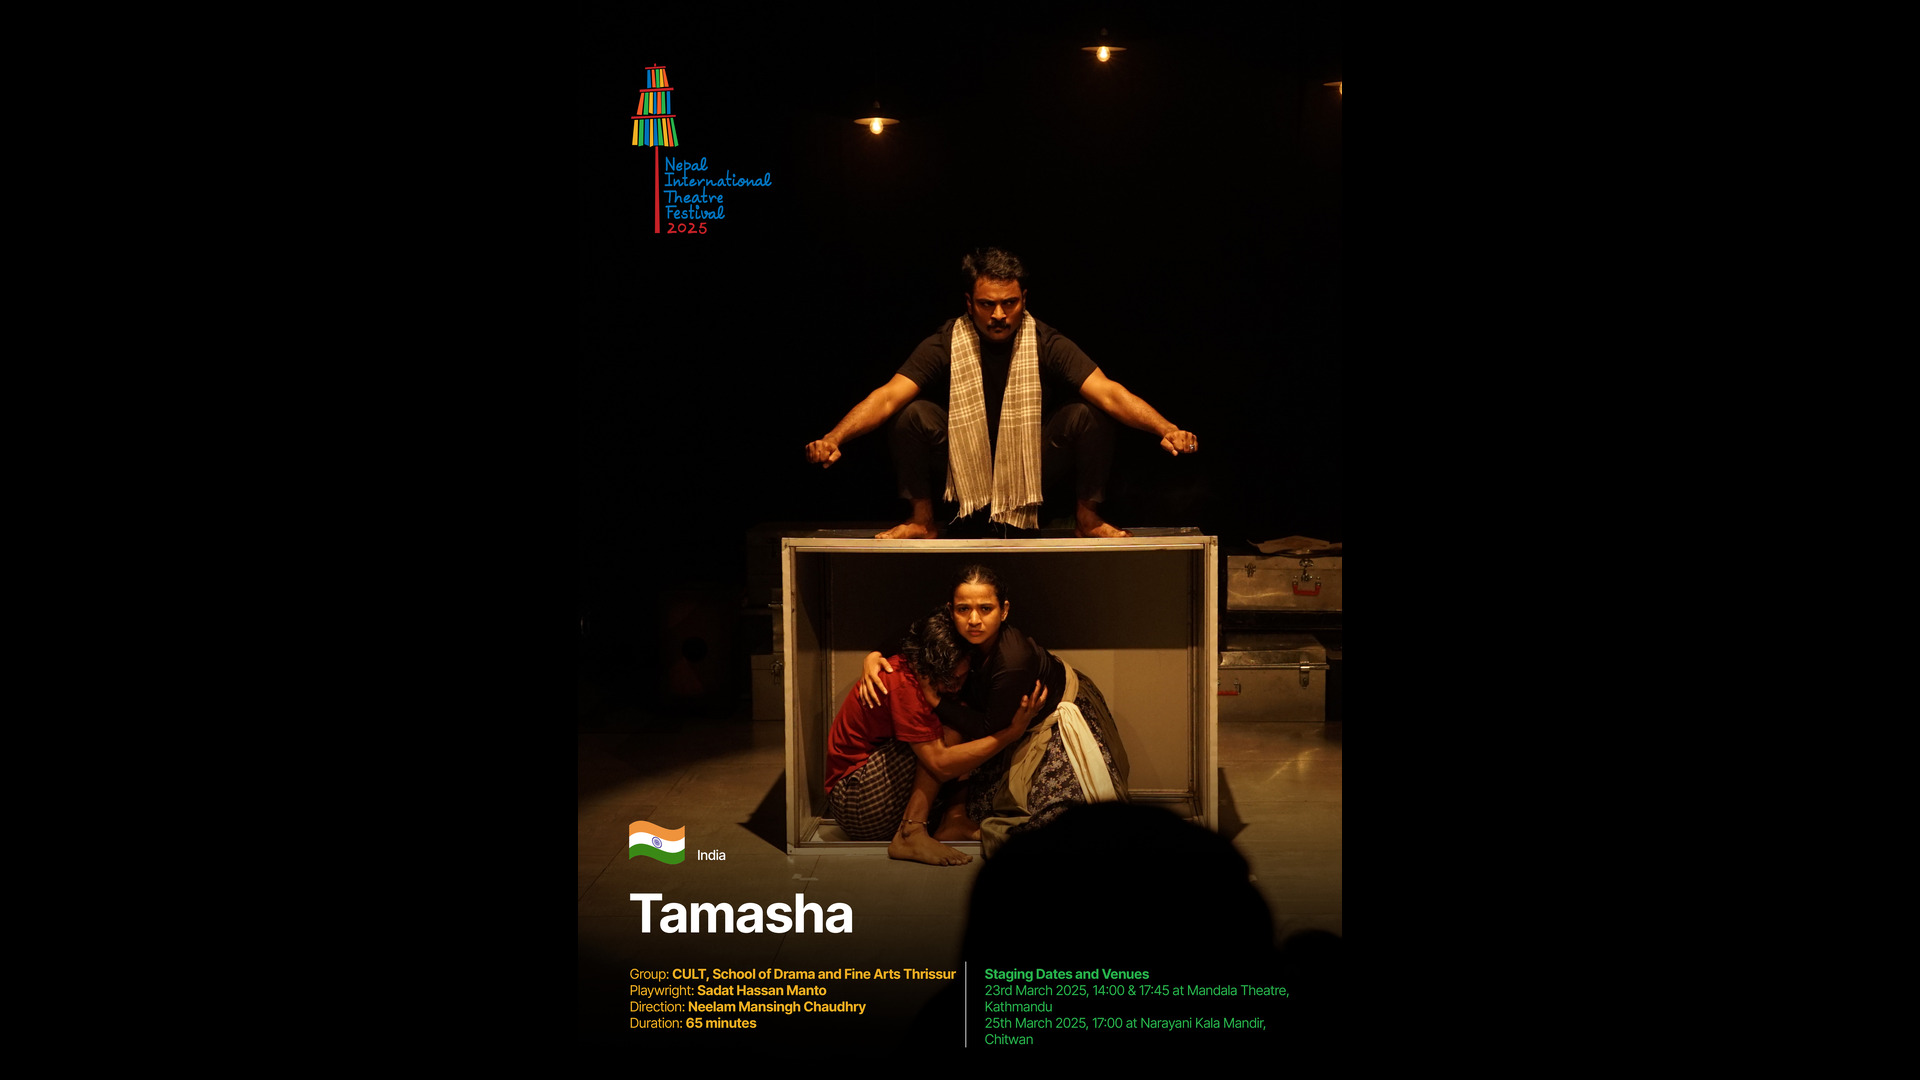 Nepal
International
Theatre
Festival
2025
India
Tamasha
Group: CULT, School of Drama and Fine Arts Thrissur
Playwright: Sadat Hassan Manto
Direction: Neelam Mansingh Chaudhry
Duration: 65 minutes
Staging Dates and Venues
23rd March 2025, 14:00 & 17:45 at Mandala Theatre,
Kathmandu
25th March 2025, 17:00 at Narayani Kala Mandir,
Chitwan